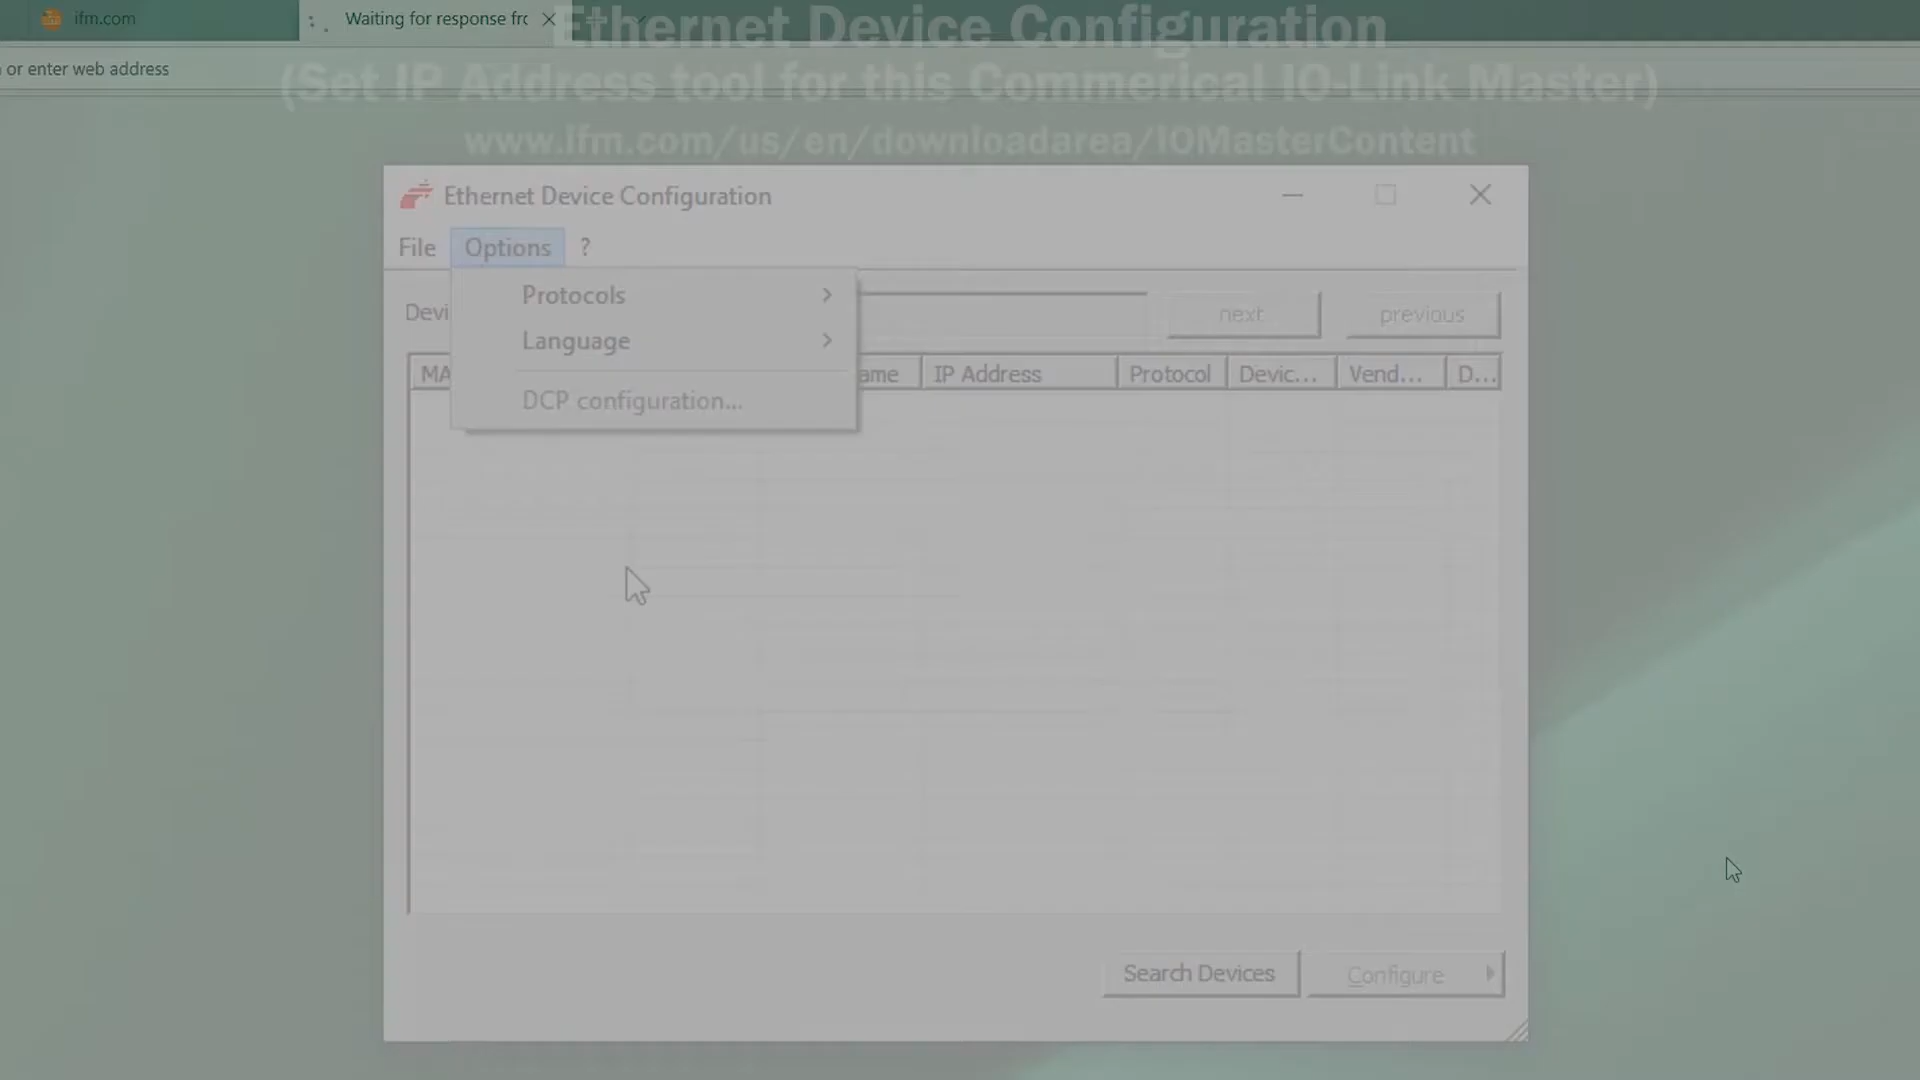 ifm.com
Waiting for response frc
Ethernet Device Configuration
or enter web address
(Set IP Address tool for this Commerical IO-Link Master)
www.ifm.com/us/en/downloadarea/IOMasterContent
Ethernet Device Configuration
File Options ?
Protocols
Devi
next previous
Language
MA
ame IP Address Protocol Devic... Vend... D...
DCP configuration...
Search Devices Configure